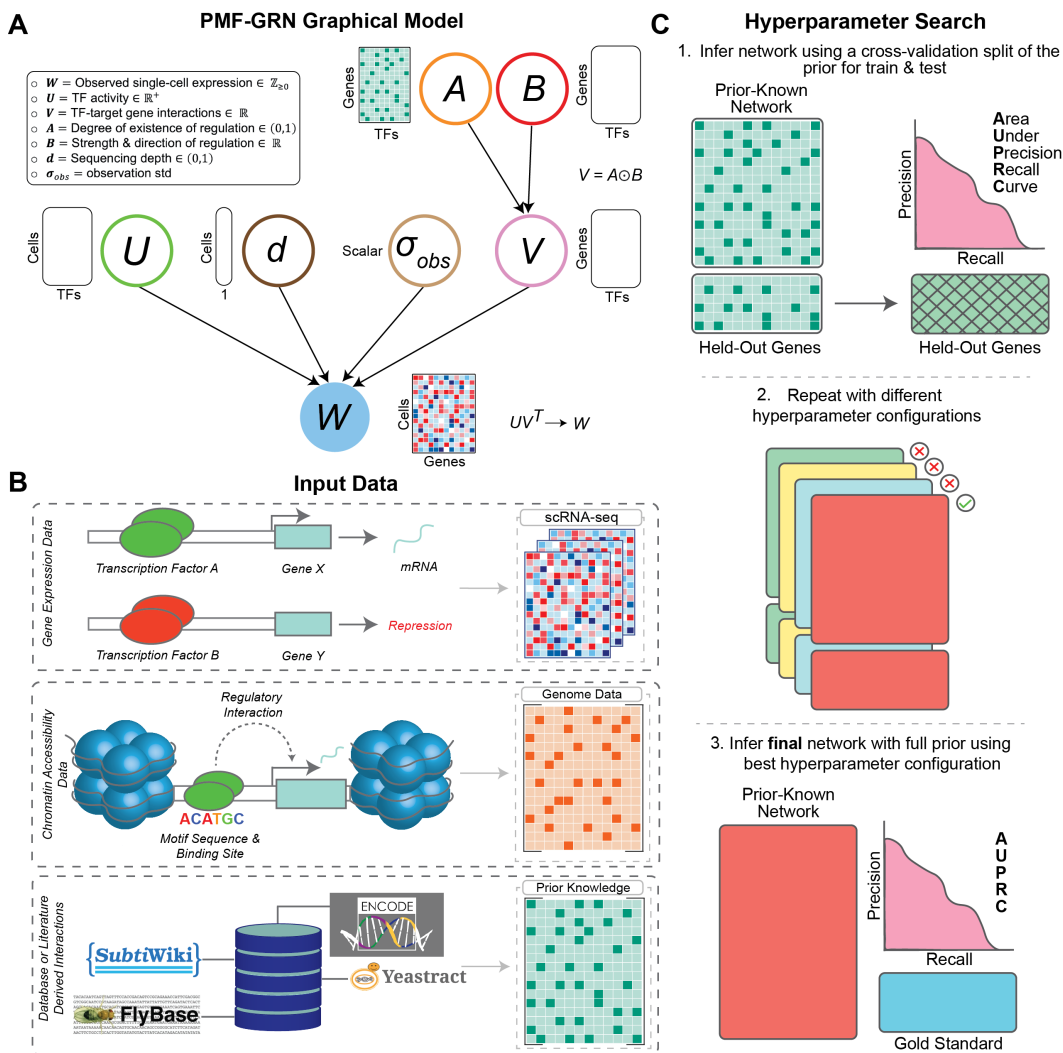 A
PMF-GRN Graphical Model
W = Observed single-cell expression ∈ ℤ≥0
U = TF activity ∈ ℝ⁺
V = TF-target gene interactions ∈ ℝ
A = Degree of existence of regulation ∈ (0,1)
B = Strength & direction of regulation ∈ ℝ
d = Sequencing depth ∈ (0,1)
σobs = observation std
Genes
TFs
A
B
Genes
TFs
V = A⊙B
Cells
TFs
U
Cells
1
d
Scalar
σobs
V
Genes
TFs
W
Cells
Genes
UVᵀ → W
B
Input Data
Gene Expression Data
Transcription Factor A
Gene X
mRNA
Transcription Factor B
Gene Y
Repression
scRNA-seq
Chromatin Accessibility
Data
Regulatory
Interaction
ACATGC
Motif Sequence &
Binding Site
Genome Data
Database or Literature
Derived Interactions
{SubtiWiki}
ENCODE
Yeastract
FlyBase
Prior Knowledge
C
Hyperparameter Search
1. Infer network using a cross-validation split of the
prior for train & test
Prior-Known
Network
Held-Out Genes
Precision
Recall
Area
Under
Precision
Recall
Curve
Held-Out Genes
2. Repeat with different
hyperparameter configurations
3. Infer final network with full prior using
best hyperparameter configuration
Prior-Known
Network
Precision
Recall
A
U
P
R
C
Gold Standard